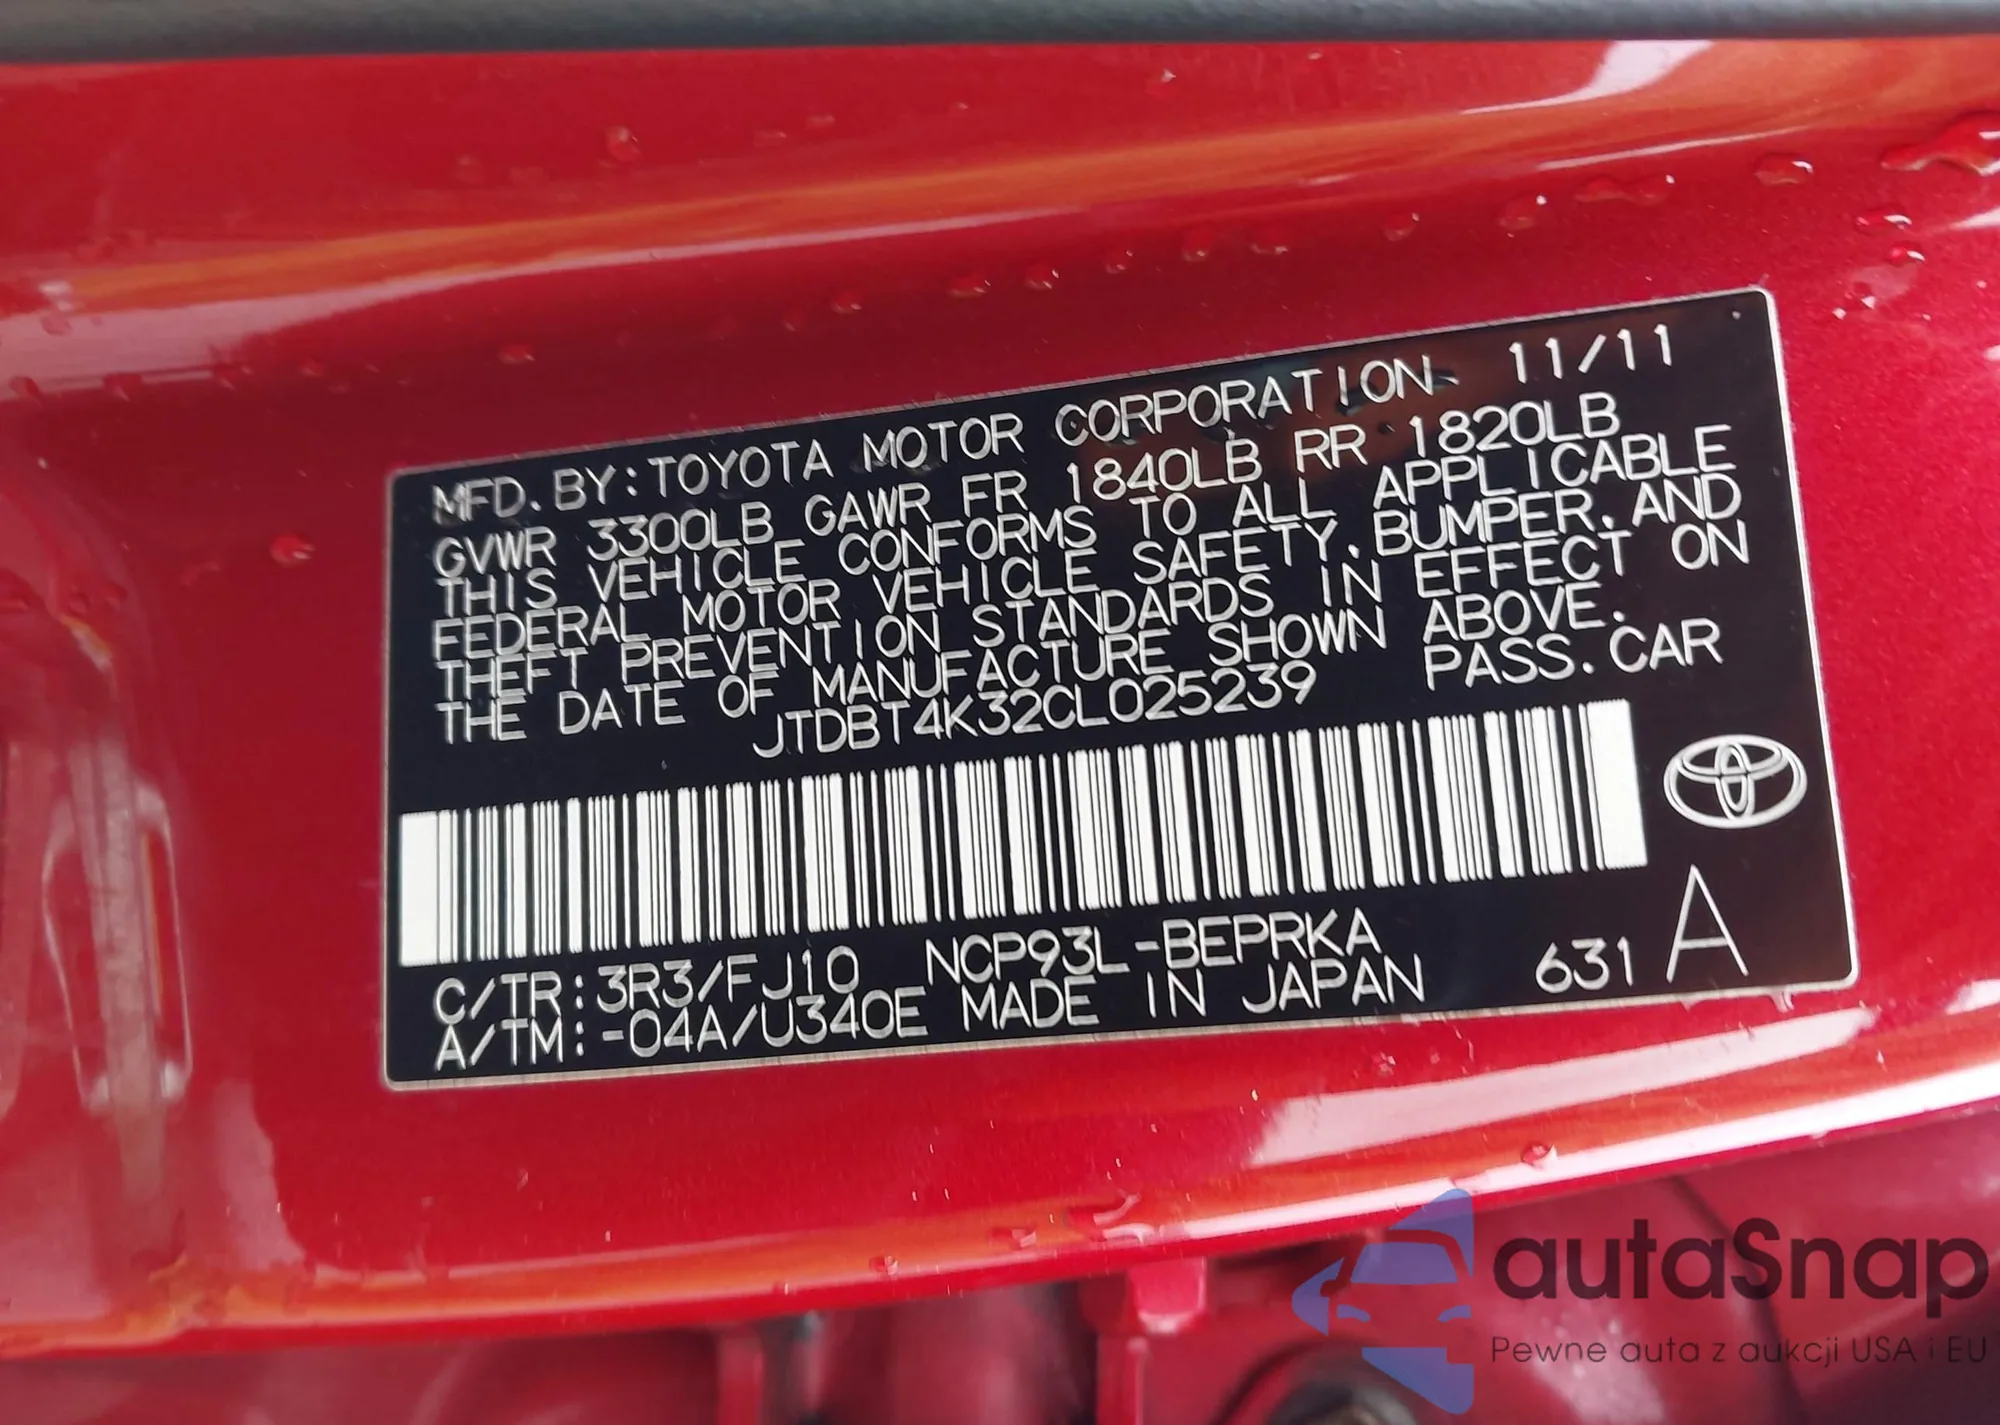 MFD. BY: TOYOTA MOTOR CORPORATION 11/11
GVWR 3300LB GAWR FR 1840LB RR 1820LB
THIS VEHICLE CONFORMS TO ALL APPLICABLE
FEDERAL MOTOR VEHICLE SAFETY, BUMPER, AND
THEFT PREVENTION STANDARDS IN EFFECT ON
THE DATE OF MANUFACTURE SHOWN ABOVE.
JTDBT4K32CL025239 PASS. CAR
C/TR: 3R3/FJ10 NCP93L-BEPRKA
A/TM: -04A/U340E MADE IN JAPAN 631 A
autaSnap
Pewne auta z aukcji USA i EU